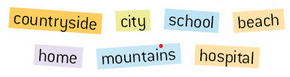 countryside city school beach
home mountains hospital